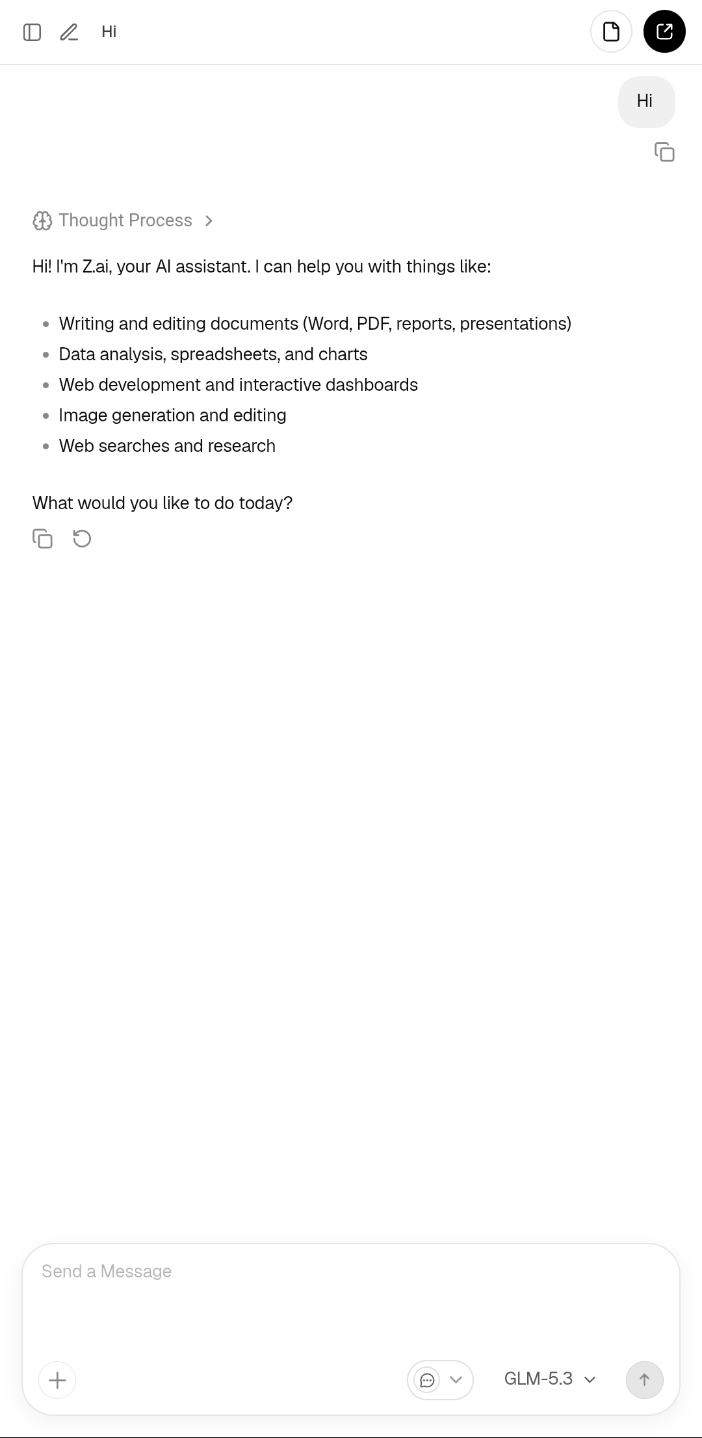 Hi
Hi
Thought Process
Hi! I'm Z.ai, your AI assistant. I can help you with things like:
Writing and editing documents (Word, PDF, reports, presentations)
Data analysis, spreadsheets, and charts
Web development and interactive dashboards
Image generation and editing
Web searches and research
What would you like to do today?
Send a Message
GLM-5.3